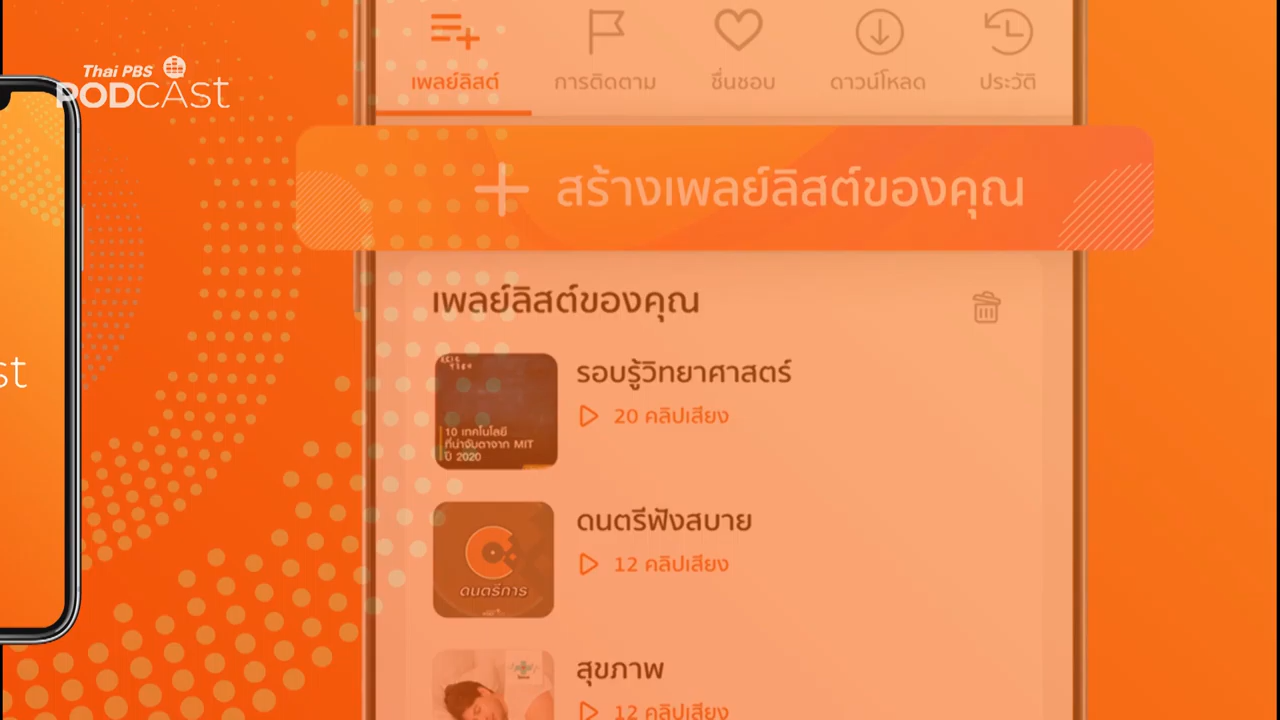 Thai PBS
PODCAST
เพลย์ลิสต์
การติดตาม
ชื่นชอบ
ดาวน์โหลด
ประวัติ
+ สร้างเพลย์ลิสต์ของคุณ
เพลย์ลิสต์ของคุณ
st
รอบรู้วิทยาศาสตร์
20 คลิปเสียง
10 เทคโนโลยี
ที่น่าจับตาจาก MIT
ปี 2020
ดนตรีฟังสบาย
12 คลิปเสียง
ดนตรีการ
สุขภาพ
12 คลิปเสียง